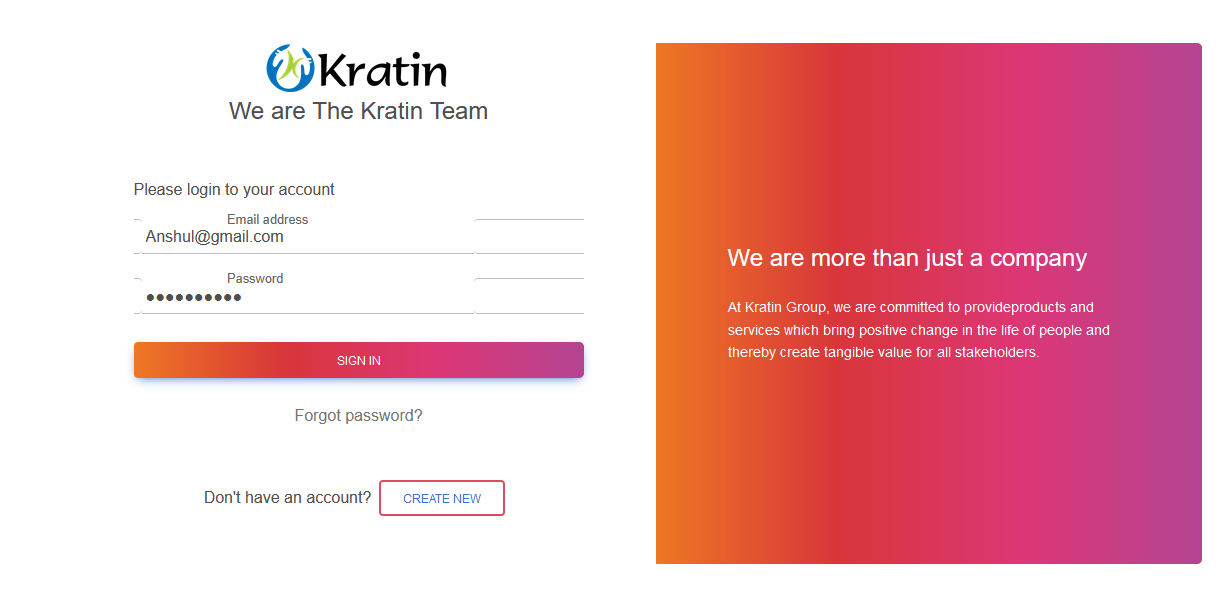 Kratin
We are The Kratin Team
Please login to your account
Email address
Anshul@gmail.com
Password
●●●●●●●●●●
SIGN IN
Forgot password?
Don't have an account? CREATE NEW
We are more than just a company
At Kratin Group, we are committed to provideproducts and
services which bring positive change in the life of people and
thereby create tangible value for all stakeholders.